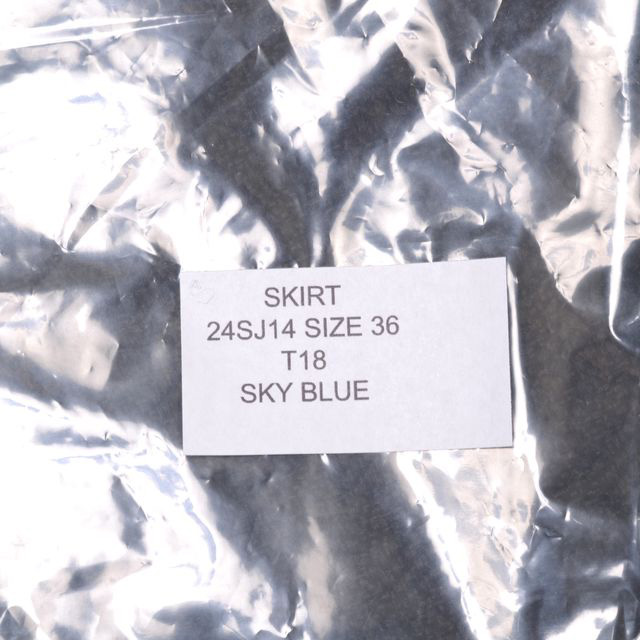 SKIRT
24SJ14 SIZE 36
T18
SKY BLUE